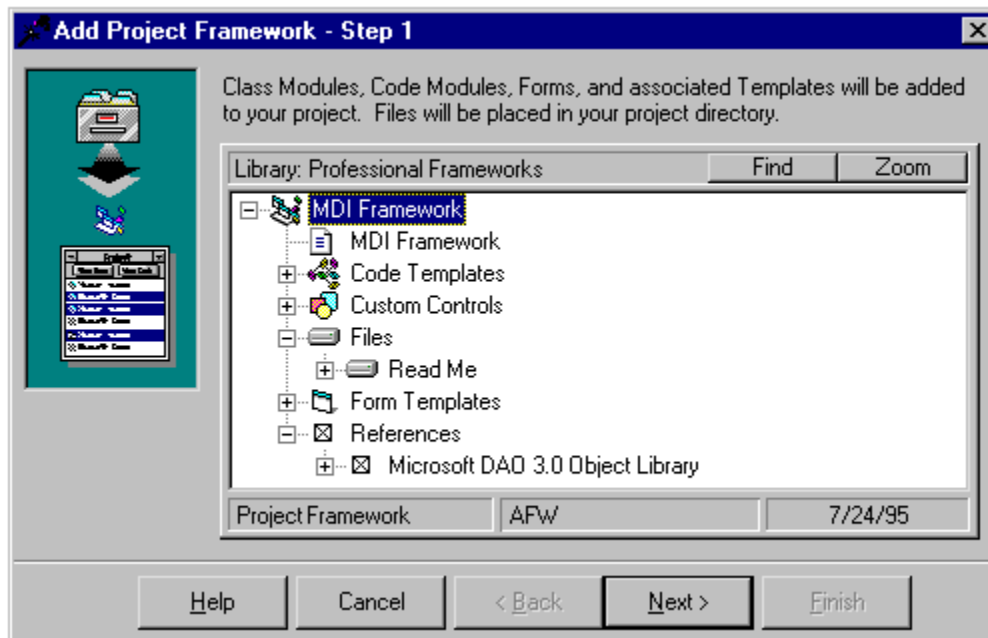 Add Project Framework - Step 1
Class Modules, Code Modules, Forms, and associated Templates will be added
to your project.  Files will be placed in your project directory.
Library: Professional Frameworks
Find
Zoom
MDI Framework
MDI Framework
Code Templates
Custom Controls
Files
Read Me
Form Templates
References
Microsoft DAO 3.0 Object Library
Project Framework
AFW
7/24/95
Help
Cancel
< Back
Next >
Finish